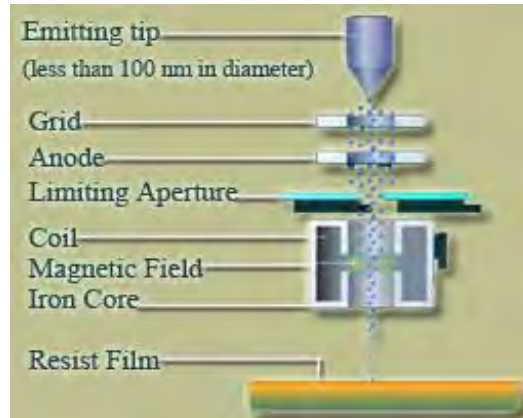 Emitting tip
(less than 100 nm in diameter)
Grid
Anode
Limiting Aperture
Coil
Magnetic Field
Iron Core
Resist Film